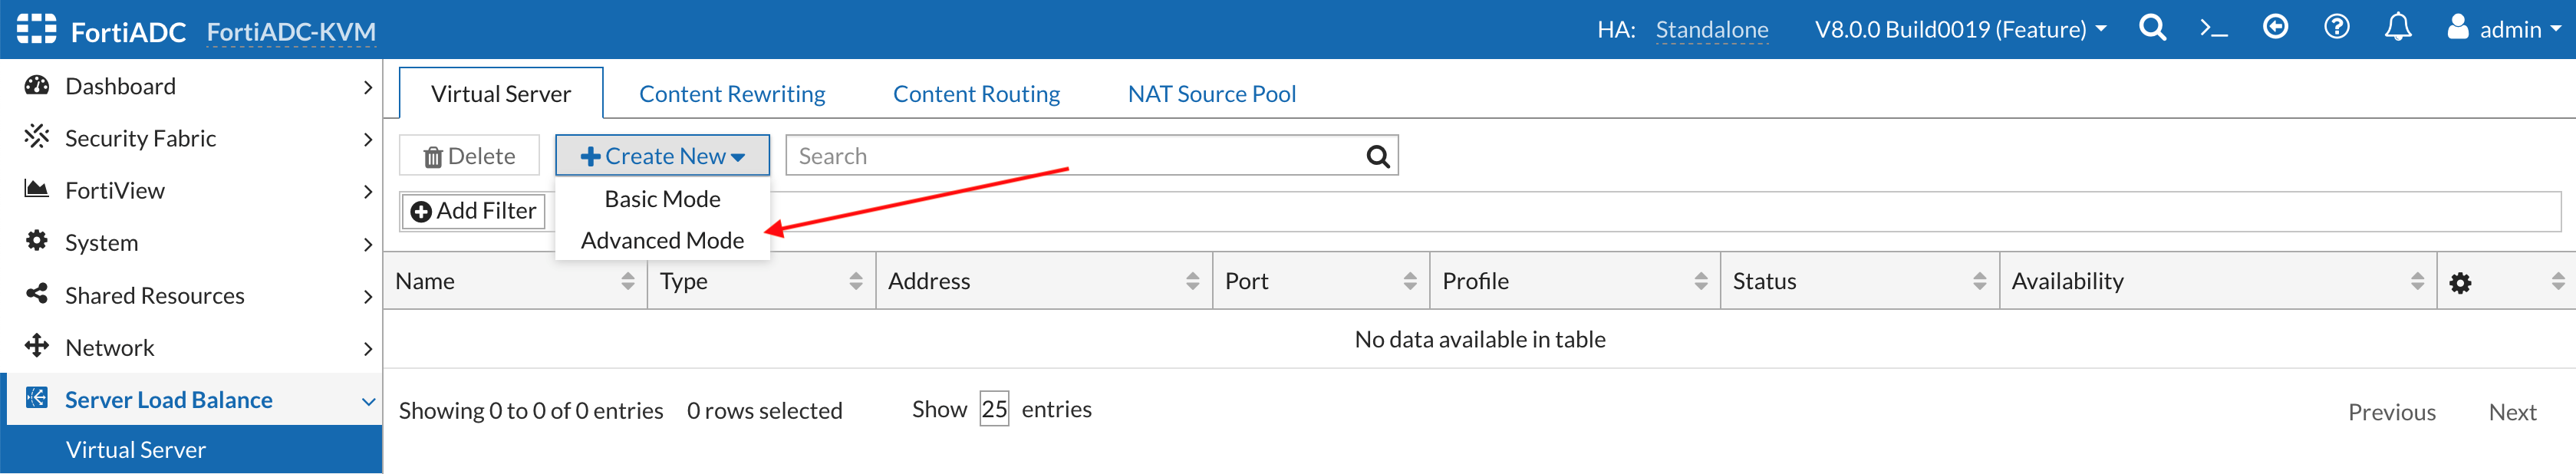 FortiADC FortiADC-KVM HA: Standalone V8.0.0 Build0019 (Feature) admin
Dashboard
Security Fabric
FortiView
System
Shared Resources
Network
Server Load Balance
Virtual Server
Virtual Server Content Rewriting Content Routing NAT Source Pool
Delete Create New Search
Basic Mode
Add Filter
Advanced Mode
Name Type Address Port Profile Status Availability
No data available in table
Showing 0 to 0 of 0 entries 0 rows selected Show 25 entries Previous Next